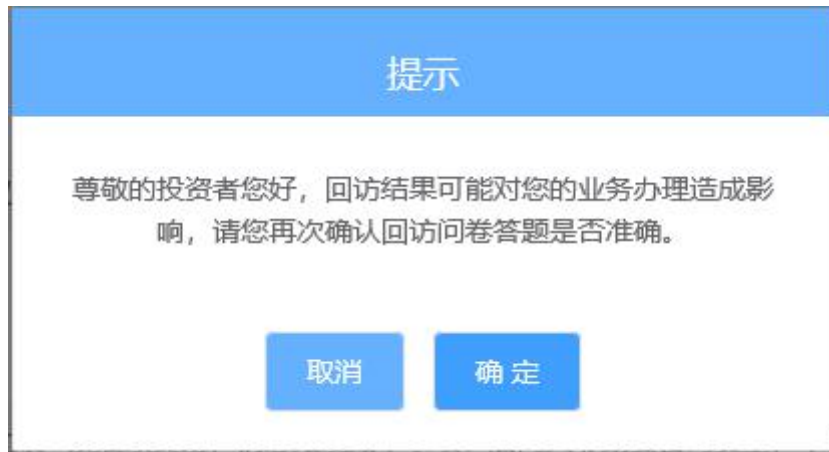 提示
尊敬的投资者您好，回访结果可能对您的业务办理造成影
响，请您再次确认回访问卷答题是否准确。
取消
确 定